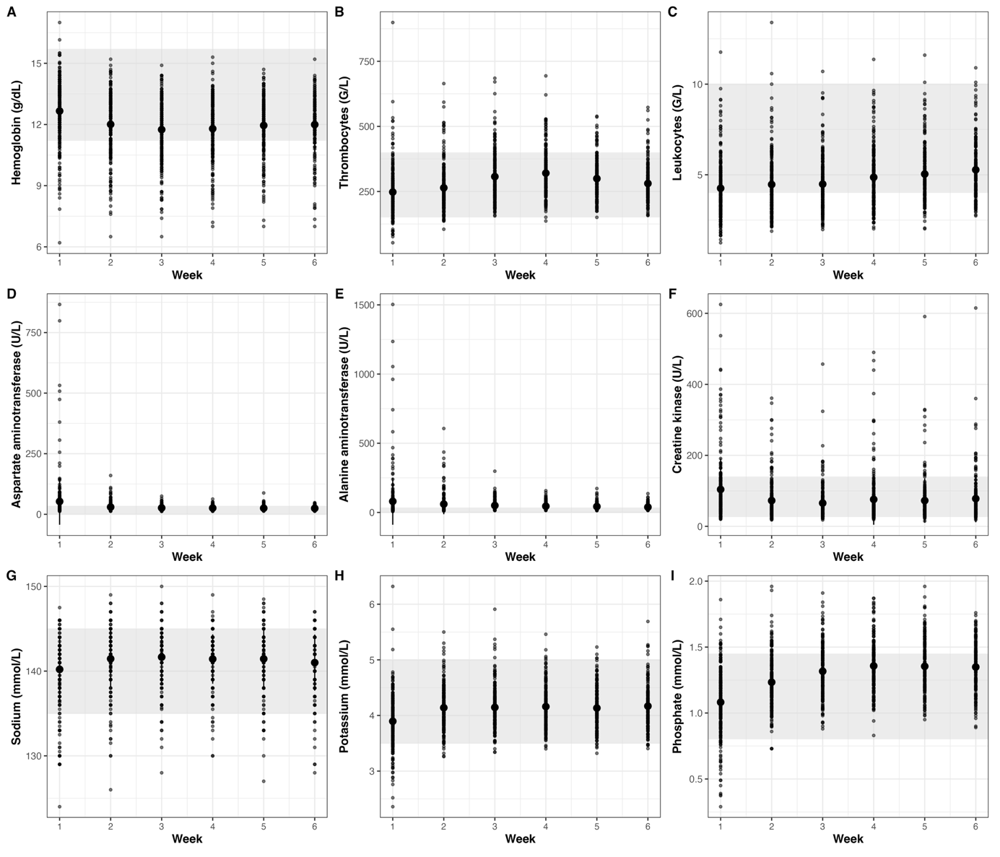 A
Hemoglobin (g/dL)
15
12
9
6
1 2 3 4 5 6
Week
B
Thrombocytes (G/L)
750
500
250
1 2 3 4 5 6
Week
C
Leukocytes (G/L)
10
5
1 2 3 4 5 6
Week
D
Aspartate aminotransferase (U/L)
750
500
250
0
1 2 3 4 5 6
Week
E
Alanine aminotransferase (U/L)
1500
1000
500
0
1 2 3 4 5 6
Week
F
Creatine kinase (U/L)
600
400
200
0
1 2 3 4 5 6
Week
G
Sodium (mmol/L)
150
140
130
1 2 3 4 5 6
Week
H
Potassium (mmol/L)
6
5
4
3
1 2 3 4 5 6
Week
I
Phosphate (mmol/L)
2.0
1.5
1.0
0.5
1 2 3 4 5 6
Week